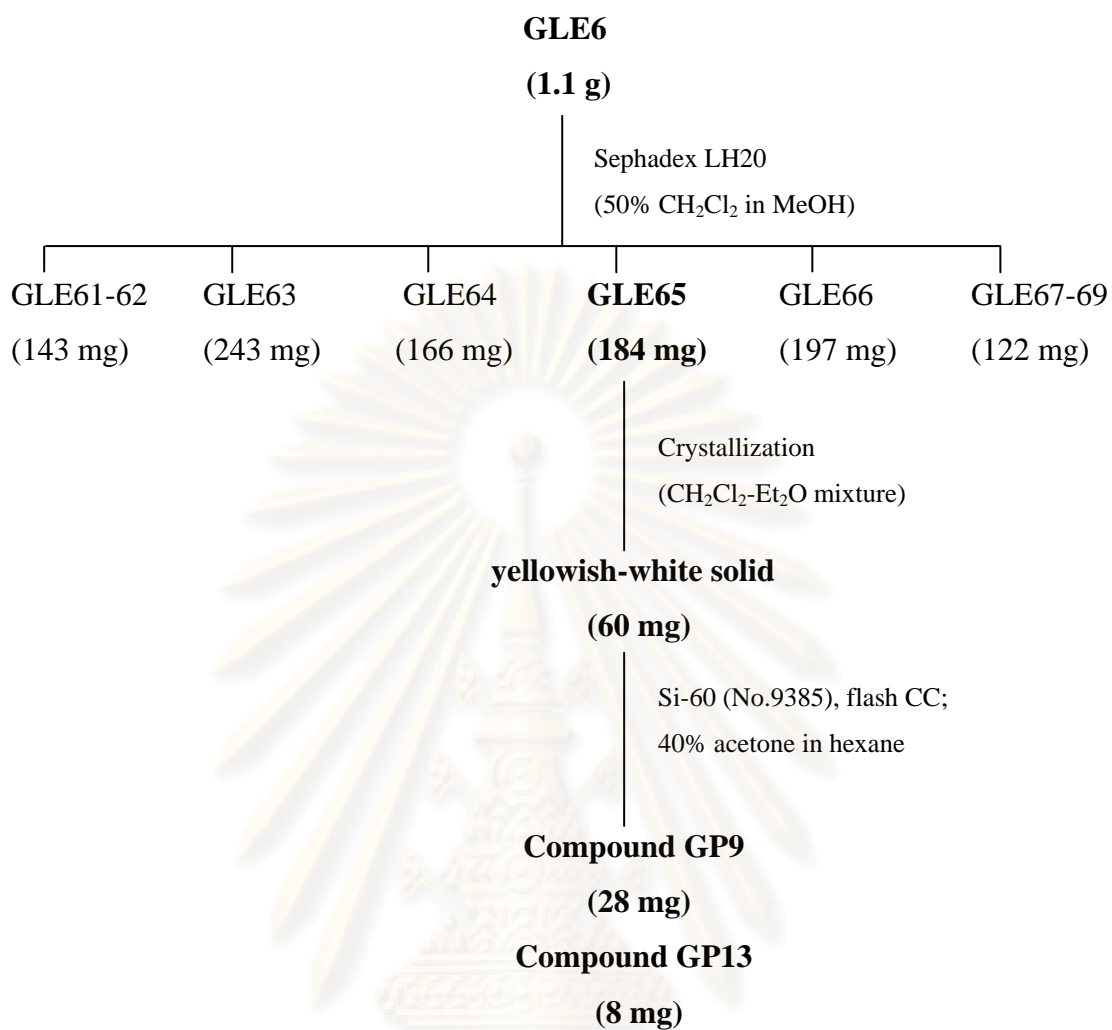 GLE6
(1.1 g)
Sephadex LH20
(50% CH₂Cl₂ in MeOH)
GLE61-62 GLE63 GLE64 GLE65 GLE66 GLE67-69
(143 mg) (243 mg) (166 mg) (184 mg) (197 mg) (122 mg)
Crystallization
(CH₂Cl₂-Et₂O mixture)
yellowish-white solid
(60 mg)
Si-60 (No.9385), flash CC;
40% acetone in hexane
Compound GP9
(28 mg)
Compound GP13
(8 mg)